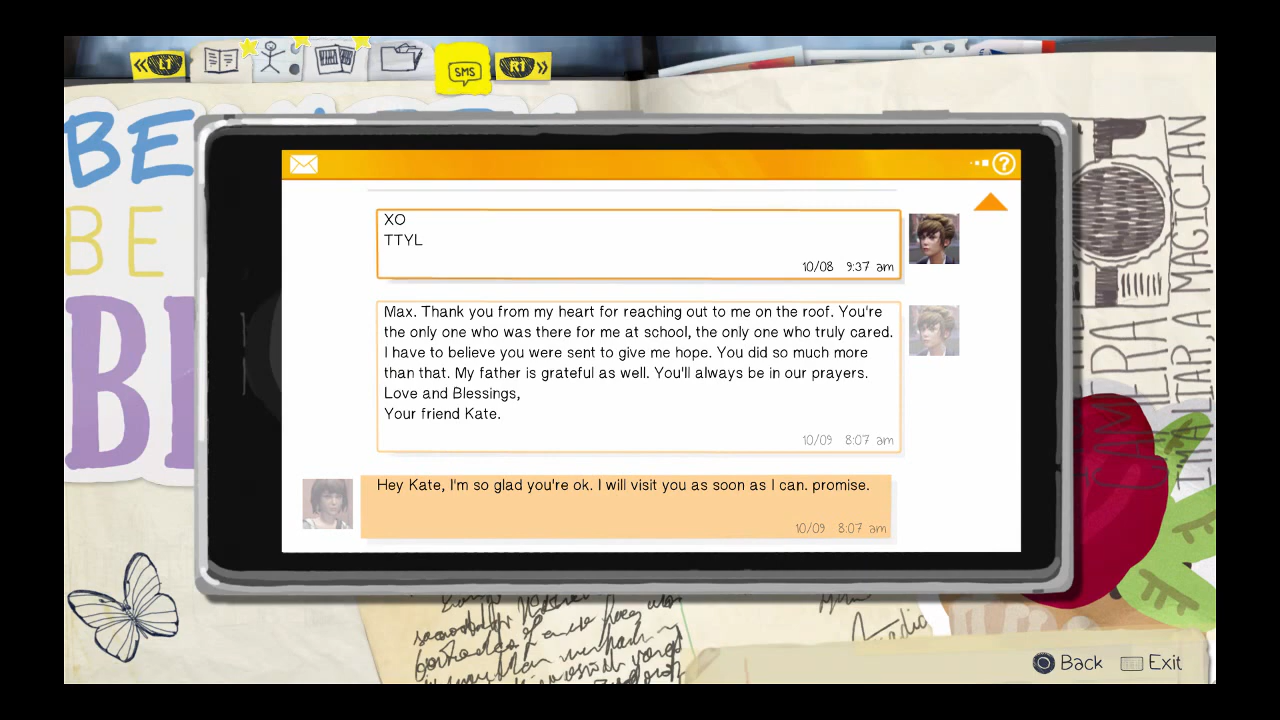 LT
SMS
R1
BE
BE
XO
TTYL
10/08 9:37 am
Max. Thank you from my heart for reaching out to me on the roof. You're
the only one who was there for me at school, the only one who truly cared.
I have to believe you were sent to give me hope. You did so much more
than that. My father is grateful as well. You'll always be in our prayers.
Love and Blessings,
Your friend Kate.
10/09 8:07 am
Hey Kate, I'm so glad you're ok. I will visit you as soon as I can. promise.
10/09 8:07 am
CAMERA
LIAR, A MAGICIAN
Back
Exit